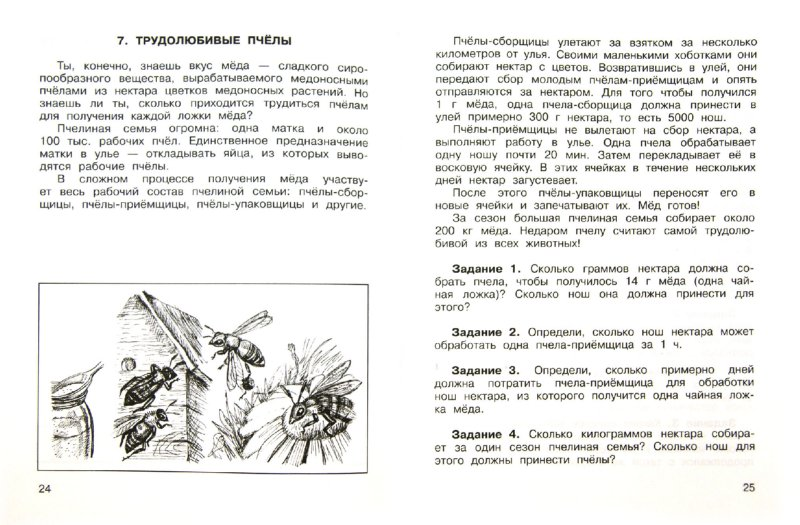 7. ТРУДОЛЮБИВЫЕ ПЧЁЛЫ
Ты, конечно, знаешь вкус мёда — сладкого сиро-
пообразного вещества, вырабатываемого медоносными
пчёлами из нектара цветков медоносных растений. Но
знаешь ли ты, сколько приходится трудиться пчёлам
для получения каждой ложки мёда?
Пчелиная семья огромна: одна матка и около
100 тыс. рабочих пчёл. Единственное предназначение
матки в улье — откладывать яйца, из которых выво-
дятся рабочие пчёлы.
В сложном процессе получения мёда участву-
ет весь рабочий состав пчелиной семьи: пчёлы-сбор-
щицы, пчёлы-приёмщицы, пчёлы-упаковщицы и другие.
24
Пчёлы-сборщицы улетают за взятком за несколько
километров от улья. Своими маленькими хоботками они
собирают нектар с цветов. Возвратившись в улей, они
передают сбор молодым пчёлам-приёмщицам и опять
отправляются за нектаром. Для того чтобы получился
1 г мёда, одна пчела-сборщица должна принести в
улей примерно 300 г нектара, то есть 5000 нош.
Пчёлы-приёмщицы не вылетают на сбор нектара, а
выполняют работу в улье. Одна пчела обрабатывает
одну ношу почти 20 мин. Затем перекладывает её в
восковую ячейку. В этих ячейках в течение нескольких
дней нектар загустевает.
После этого пчёлы-упаковщицы переносят его в
новые ячейки и запечатывают их. Мёд готов!
За сезон большая пчелиная семья собирает около
200 кг мёда. Недаром пчелу считают самой трудолю-
бивой из всех животных!
Задание 1. Сколько граммов нектара должна со-
брать пчела, чтобы получилось 14 г мёда (одна чай-
ная ложка)? Сколько нош она должна принести для
этого?
Задание 2. Определи, сколько нош нектара может
обработать одна пчела-приёмщица за 1 ч.
Задание 3. Определи, сколько примерно дней
должна потратить пчела-приёмщица для обработки
нош нектара, из которого получится одна чайная лож-
ка мёда.
Задание 4. Сколько килограммов нектара собира-
ет за один сезон пчелиная семья? Сколько нош для
этого должны принести пчёлы?
25